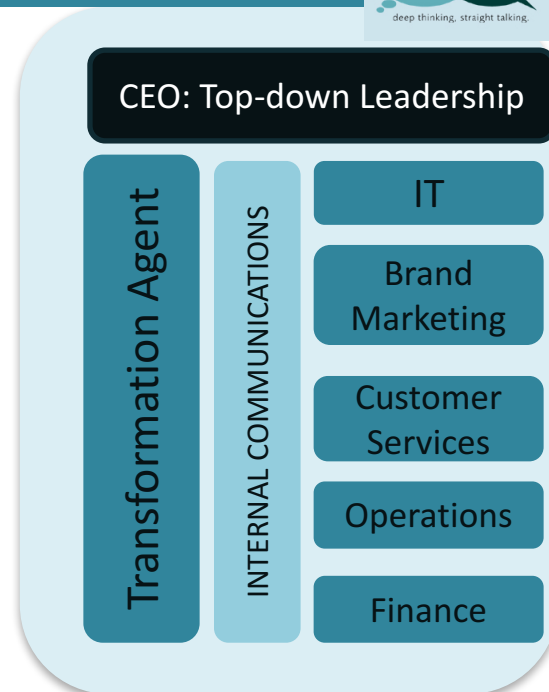 deep thinking, straight talking.
CEO: Top-down Leadership
Transformation Agent
INTERNAL COMMUNICATIONS
IT
Brand
Marketing
Customer
Services
Operations
Finance